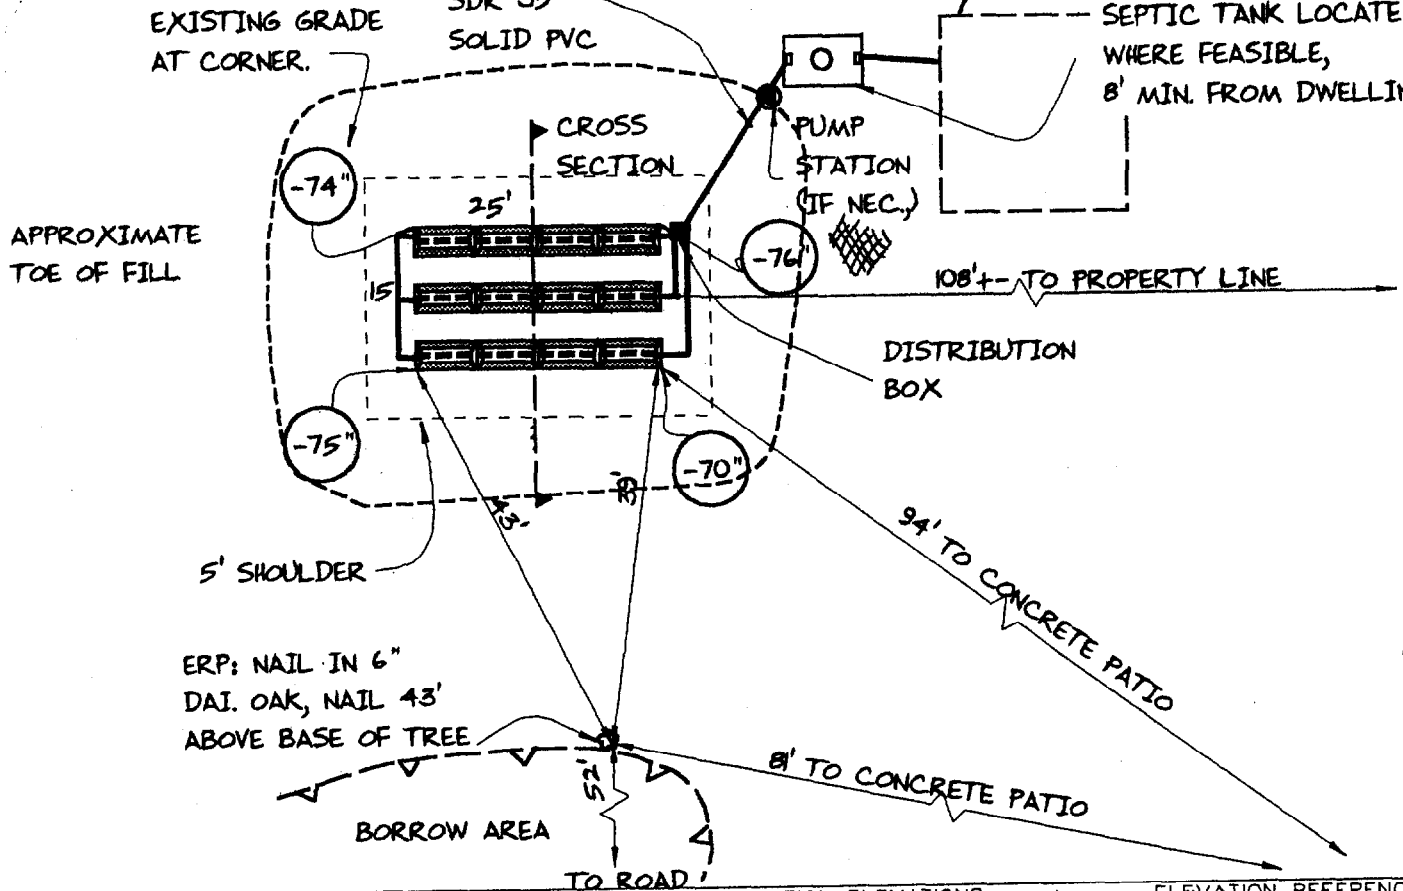 EXISTING GRADE
AT CORNER.
SOLID PVC
SEPTIC TANK LOCATE
WHERE FEASIBLE,
8' MIN. FROM DWELLIN
CROSS
SECTION
PUMP
STATION
(IF NEC.,)
-74"
25'
APPROXIMATE
TOE OF FILL
15'
-76"
108'+- TO PROPERTY LINE
DISTRIBUTION
BOX
-75"
-70"
43'
39'
5' SHOULDER
94' TO CONCRETE PATIO
ERP: NAIL IN 6"
DAI. OAK, NAIL 43'
ABOVE BASE OF TREE
52'
81' TO CONCRETE PATIO
BORROW AREA
TO ROAD